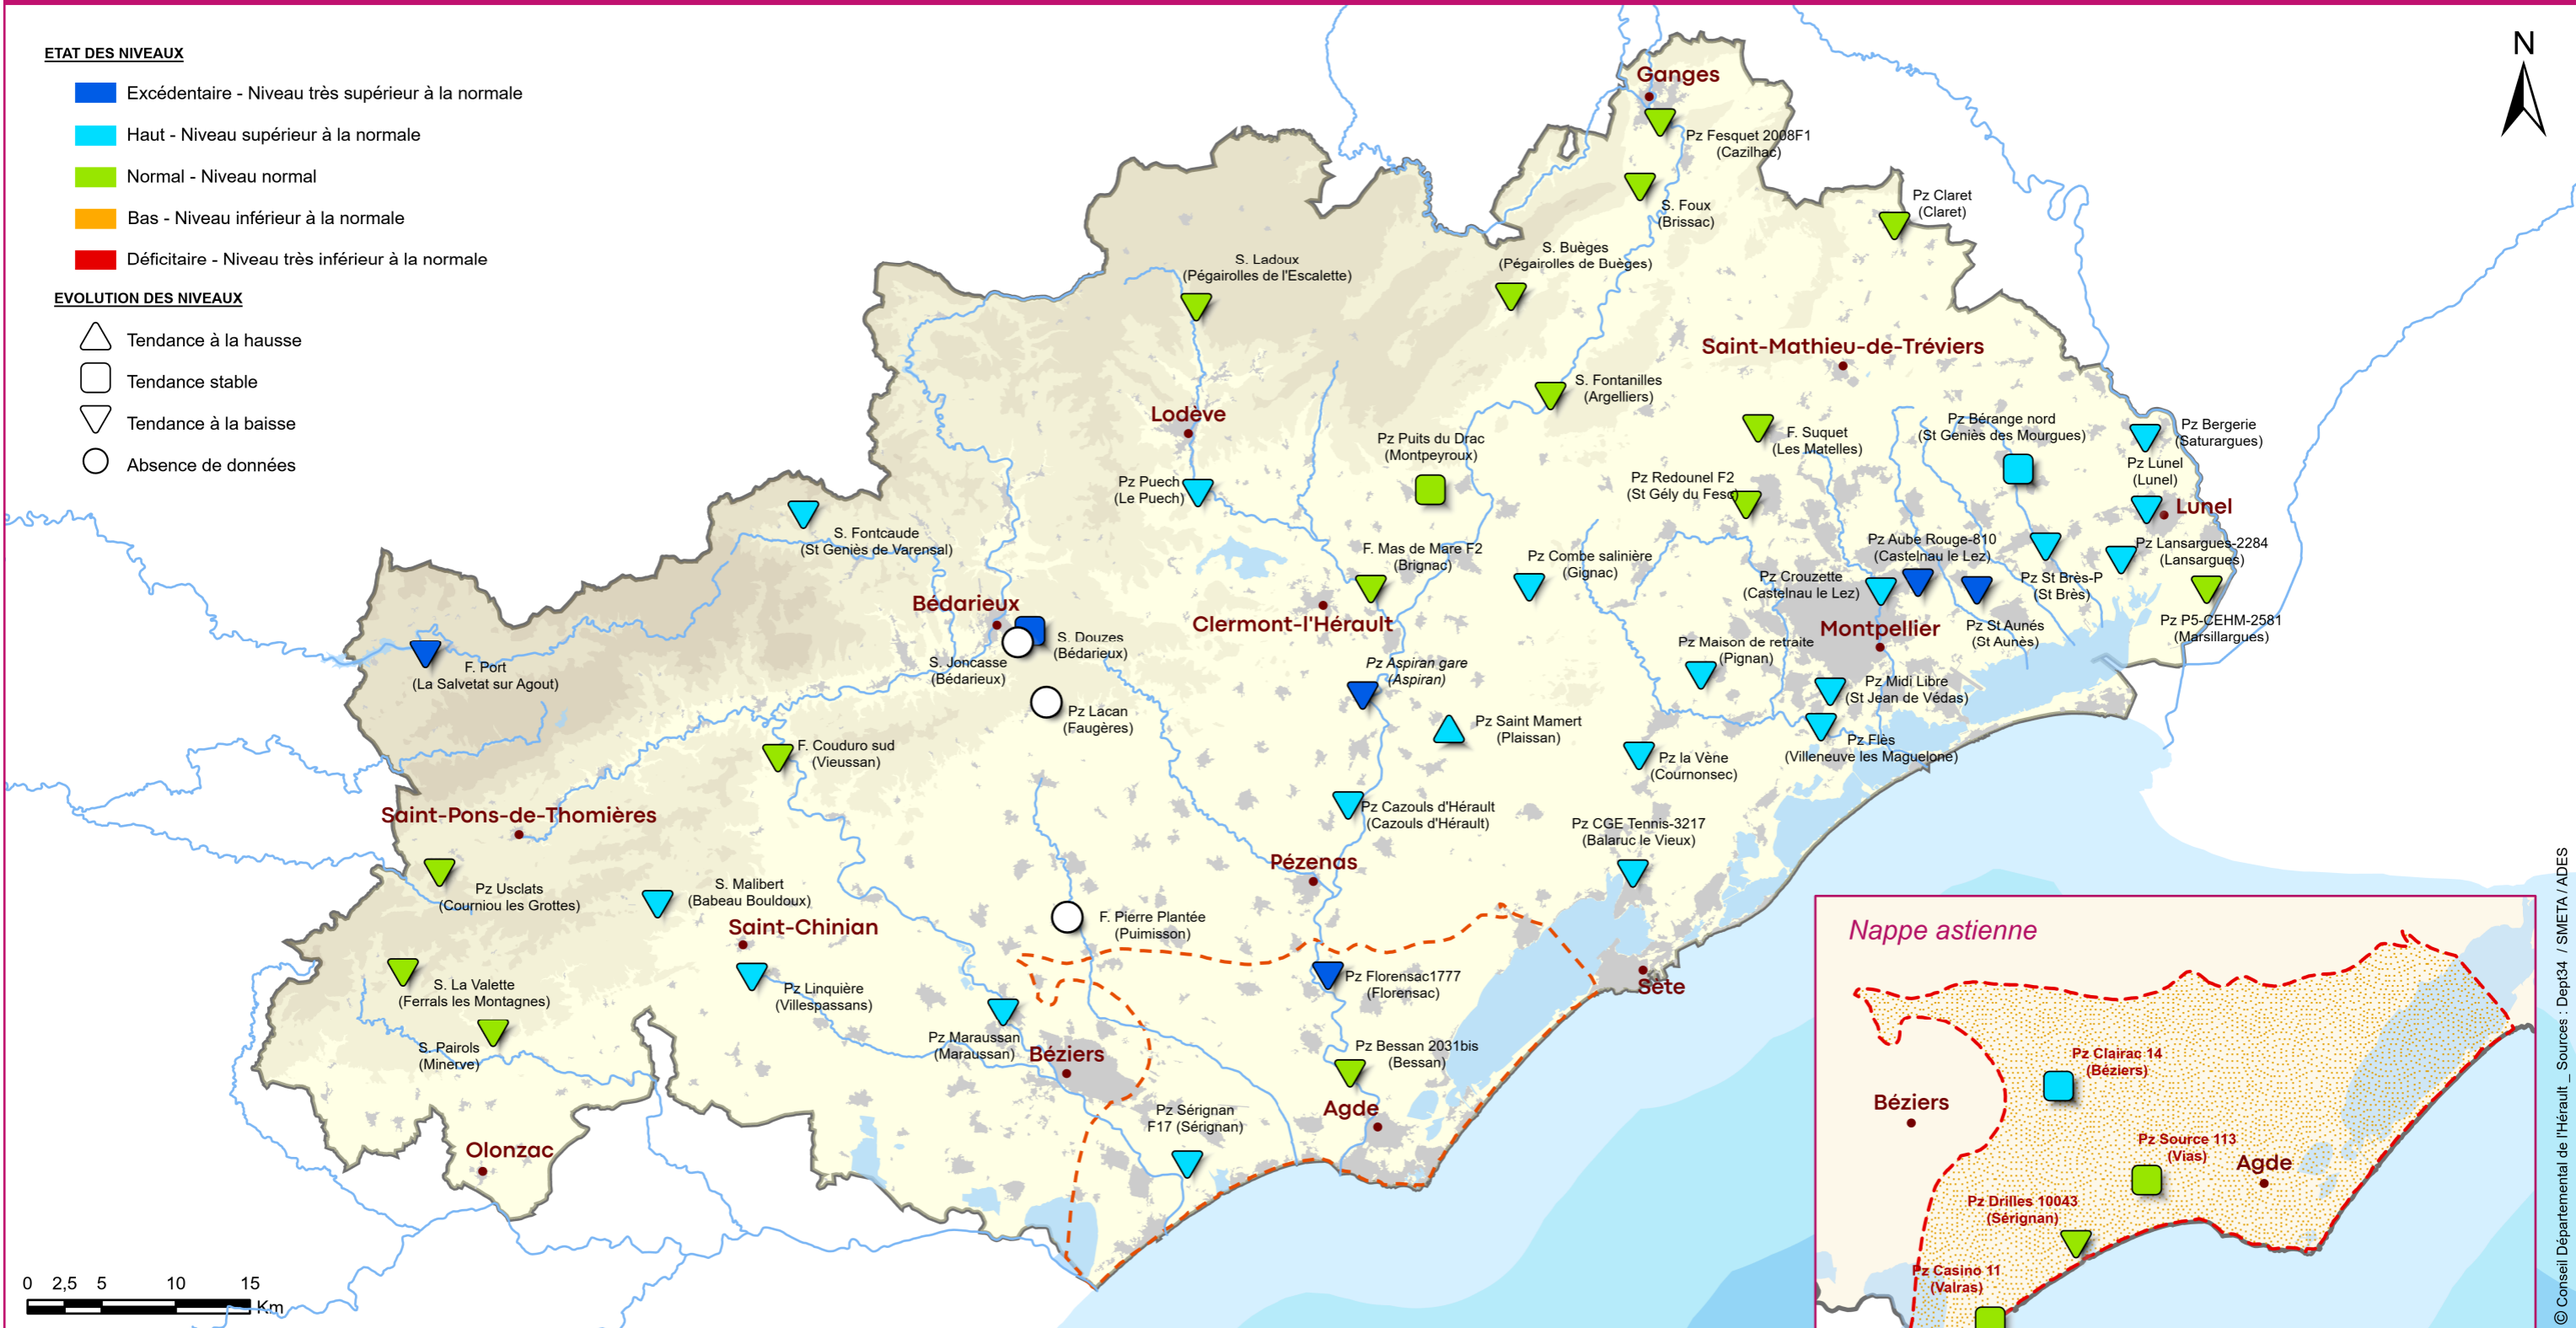 ETAT DES NIVEAUX
Excédentaire - Niveau très supérieur à la normale
Haut - Niveau supérieur à la normale
Normal - Niveau normal
Bas - Niveau inférieur à la normale
Déficitaire - Niveau très inférieur à la normale
EVOLUTION DES NIVEAUX
Tendance à la hausse
Tendance stable
Tendance à la baisse
Absence de données
N
Ganges
Pz Fesquet 2008F1
(Cazilhac)
S. Foux
(Brissac)
Pz Claret
(Claret)
S. Buèges
(Pégairolles de Buèges)
S. Ladoux
(Pégairolles de l'Escalette)
Saint-Mathieu-de-Tréviers
S. Fontanilles
(Argelliers)
Lodève
Pz Puits du Drac
(Montpeyroux)
F. Suquet
(Les Matelles)
Pz Bérange nord
(St Geniès des Mourgues)
Pz Bergerie
(Saturargues)
Pz Lunel
(Lunel)
Lunel
Pz Puech
(Le Puech)
Pz Redounel F2
(St Gély du Fesc)
S. Fontcaude
(St Geniès de Varensal)
F. Mas de Mare F2
(Brignac)
Pz Combe salinière
(Gignac)
Pz Aube Rouge-810
(Castelnau le Lez)
Pz Lansargues-2284
(Lansargues)
Pz Crouzette
(Castelnau le Lez)
Pz St Brès-P
(St Brès)
Bédarieux
Clermont-l'Hérault
Montpellier
Pz St Aunés
(St Aunès)
Pz P5-CEHM-2581
(Marsillargues)
S. Douzes
(Bédarieux)
S. Joncasse
(Bédarieux)
F. Port
(La Salvetat sur Agout)
Pz Aspiran gare
(Aspiran)
Pz Maison de retraite
(Pignan)
Pz Midi Libre
(St Jean de Védas)
Pz Lacan
(Faugères)
Pz Saint Mamert
(Plaissan)
Pz Flès
(Villeneuve les Maguelone)
F. Couduro sud
(Vieussan)
Pz la Vène
(Cournonsec)
Saint-Pons-de-Thomières
Pz Cazouls d'Hérault
(Cazouls d'Hérault)
Pz CGE Tennis-3217
(Balaruc le Vieux)
Pézenas
Pz Usclats
(Courniou les Grottes)
S. Malibert
(Babeau Bouldoux)
Saint-Chinian
F. Pierre Plantée
(Puimisson)
Pz Florensac1777
(Florensac)
Sète
S. La Valette
(Ferrals les Montagnes)
Pz Linquière
(Villespassans)
Pz Maraussan
(Maraussan)
Béziers
S. Pairols
(Minerve)
Pz Bessan 2031bis
(Bessan)
Agde
Pz Sérignan
F17 (Sérignan)
Olonzac
0 2,5 5 10 15
Km
Nappe astienne
Pz Clairac 14
(Béziers)
Béziers
Pz Source 113
(Vias)
Agde
Pz Drilles 10043
(Sérignan)
Pz Casino 11
(Valras)
© Conseil Départemental de l'Hérault _ Sources : Dept34 / SMETA / ADES